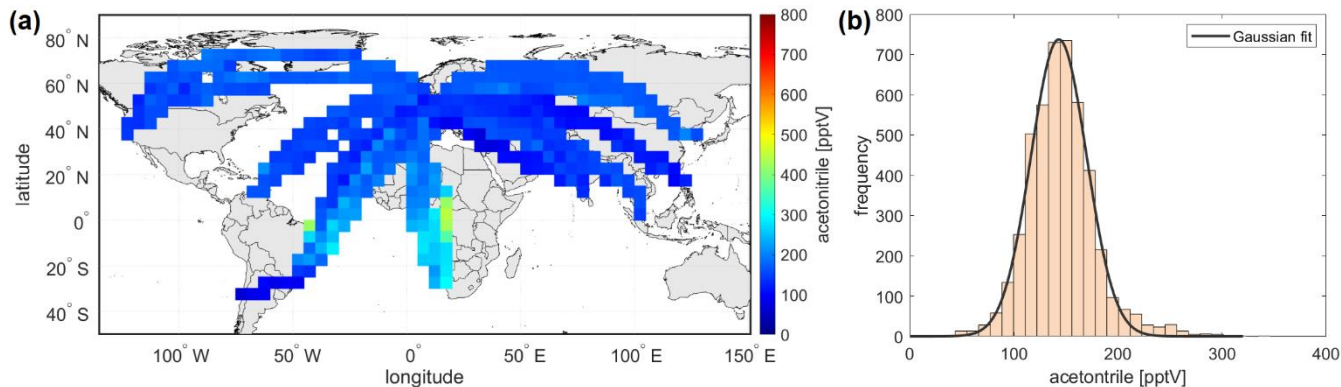 (a)
80° N
60° N
40° N
20° N
0°
20° S
40° S
latitude
100° W
50° W
0
50° E
100° E
150° E
longitude
800
700
600
500
400
300
200
100
0
acetonitrile [pptV]
(b)
800
700
600
500
400
300
200
100
0
frequency
Gaussian fit
0
100
200
300
400
acetontrile [pptV]